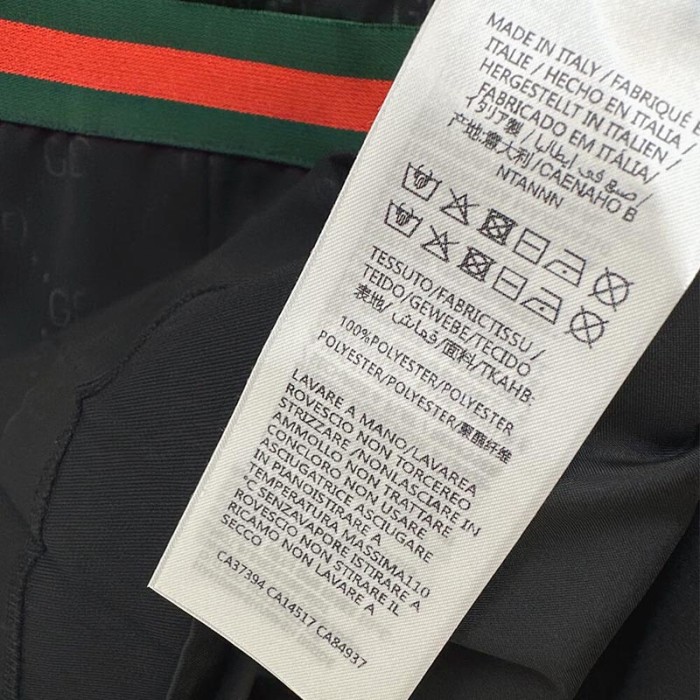 MADE IN ITALY / FABRIQUÉ
ITALIE / HECHO EN ITALIA /
HERGESTELLT IN ITALIEN /
FABRICADO EM ITÁLIA/
イタリア製 / صنع في إيطاليا /
产地:意大利/CAENAHO B
NTANNN
TESSUTO/FABRICTISSU /
TEIDO/GEWEBE/TECIDO
表地/قماش/面料/TKAHB:
100%POLYESTER/POLYESTER
POLYESTER/POLYESTER/聚酯纤维
LAVARE A MANO/LAVAREA
ROVESCIO NON TORCEREO
STRIZZARE /NONLASCIARE IN
AMMOLLO NON TRATTARE
CONCLORO NON USARE
ASCIUGATRICE ASCIUGARE
IN PIANOISTIRARE A
TEMPERATURA MASSIMA110
°C SENZAVAPORE ISTIRARE A
ROVESCIO NON STIRARE IL
RICAMO NON LAVARE A
SECCO
CA37394 CA14517 CA84937
GG
GG